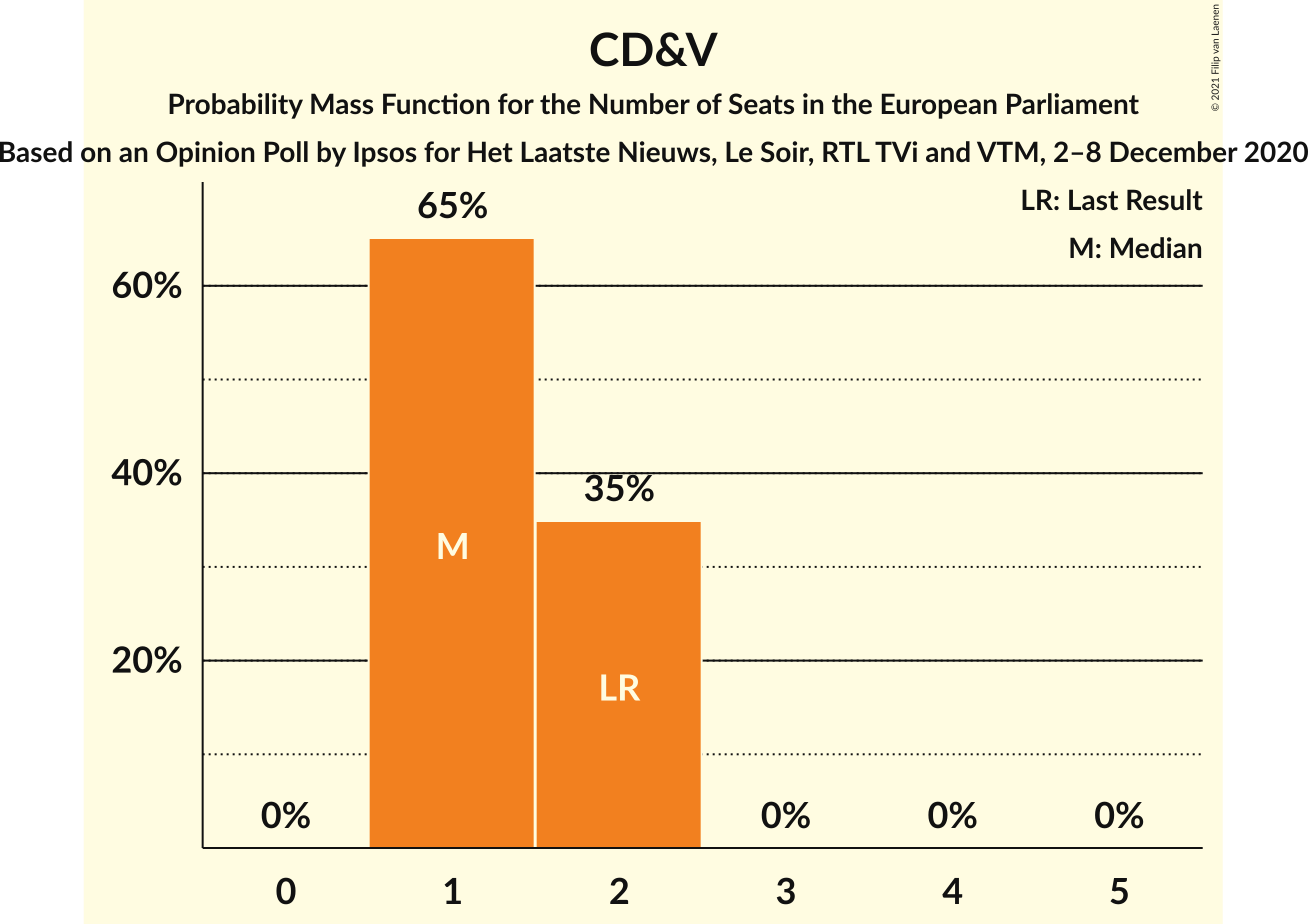 CD&V
Probability Mass Function for the Number of Seats in the European Parliament
Based on an Opinion Poll by Ipsos for Het Laatste Nieuws, Le Soir, RTL TVi and VTM, 2–8 December 2020
© 2021 Filip van Laenen
LR: Last Result
M: Median
65%
60%
40%
35%
M
20%
LR
0%
0%
0%
0%
0
1
2
3
4
5